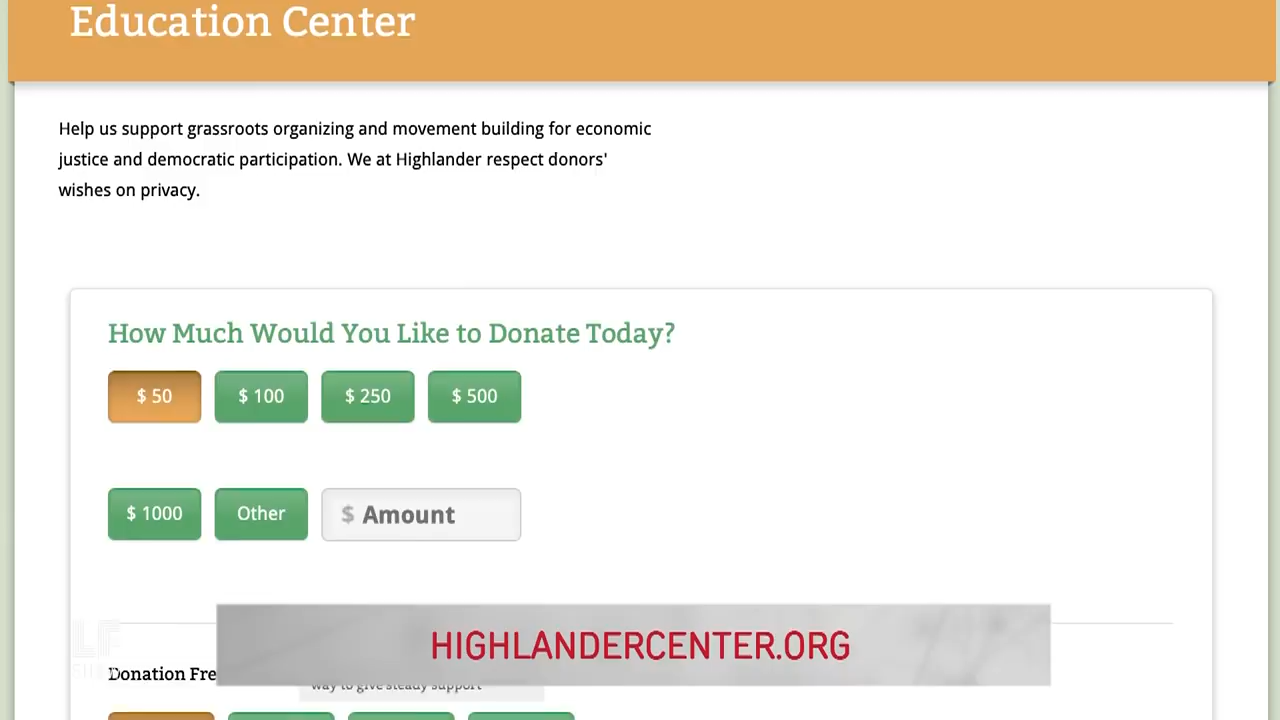 Education Center
Help us support grassroots organizing and movement building for economic
justice and democratic participation. We at Highlander respect donors'
wishes on privacy.
How Much Would You Like to Donate Today?
$ 50 $ 100 $ 250 $ 500
$ 1000 Other $ Amount
HIGHLANDERCENTER.ORG
Donation Fre
way to give steady support